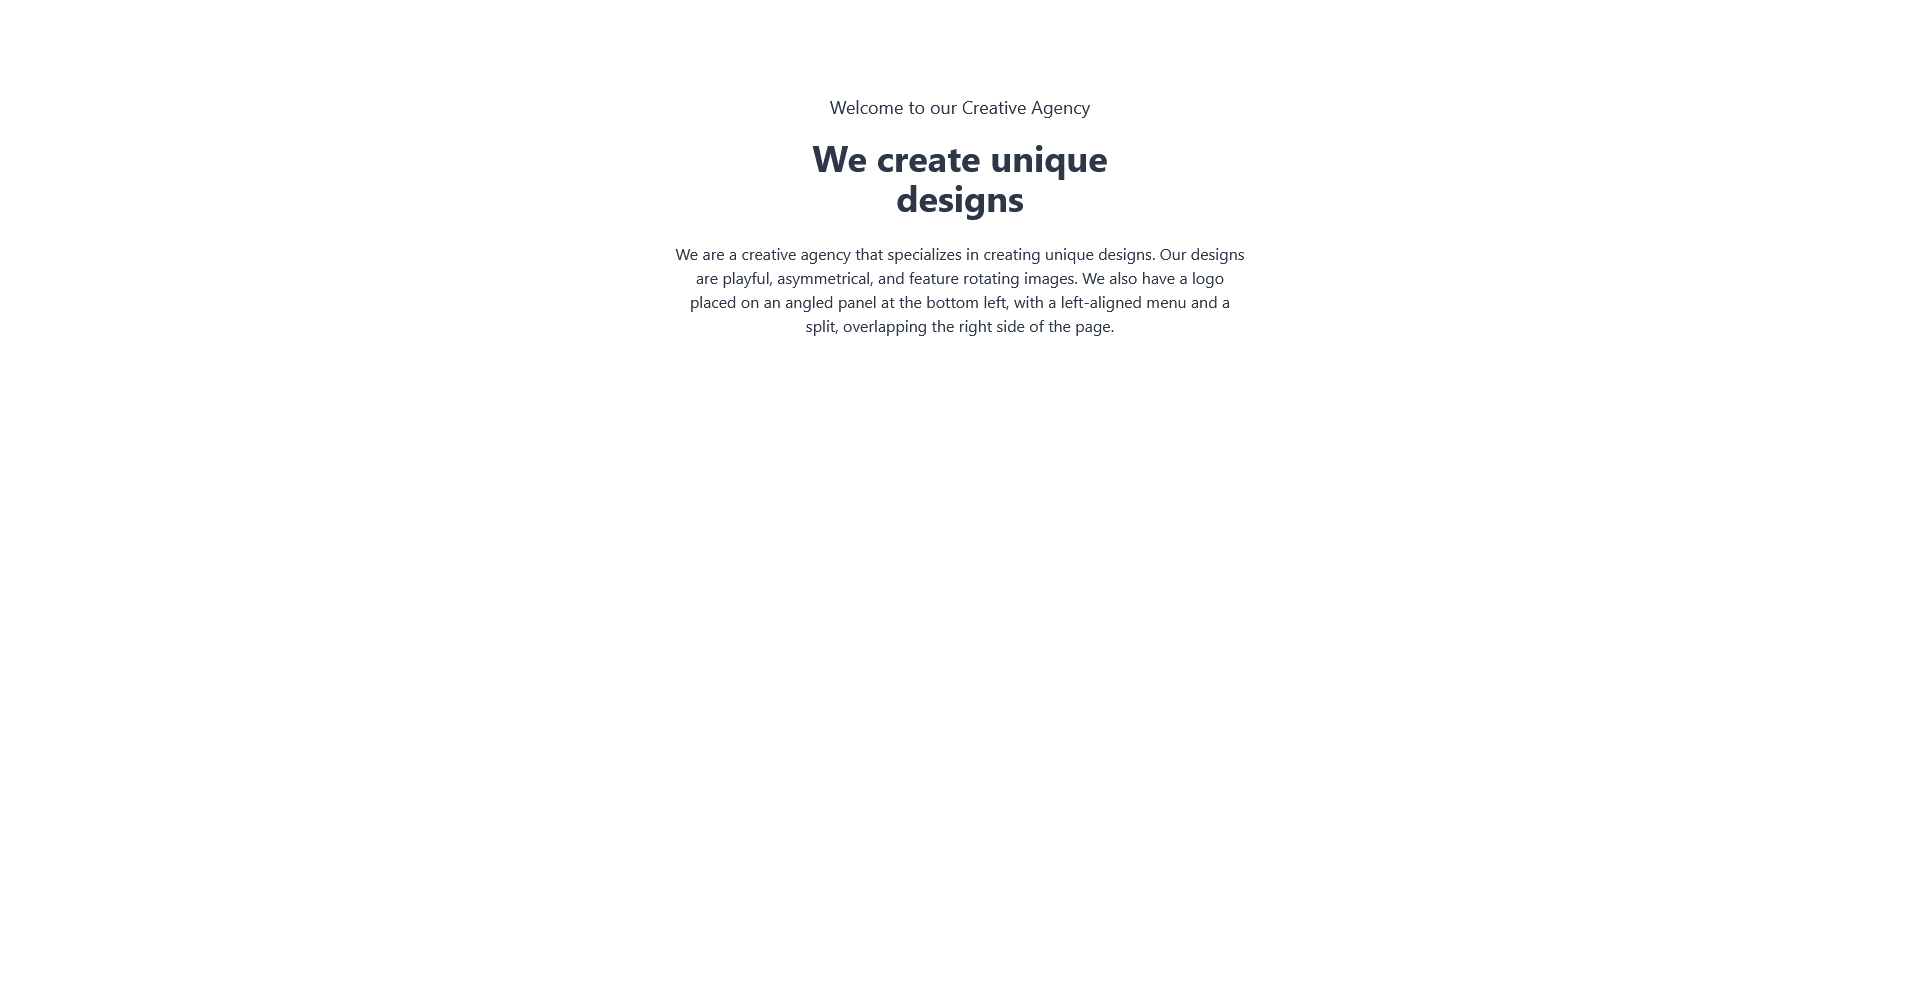 Welcome to our Creative Agency
We create unique
designs
We are a creative agency that specializes in creating unique designs. Our designs
are playful, asymmetrical, and feature rotating images. We also have a logo
placed on an angled panel at the bottom left, with a left-aligned menu and a
split, overlapping the right side of the page.